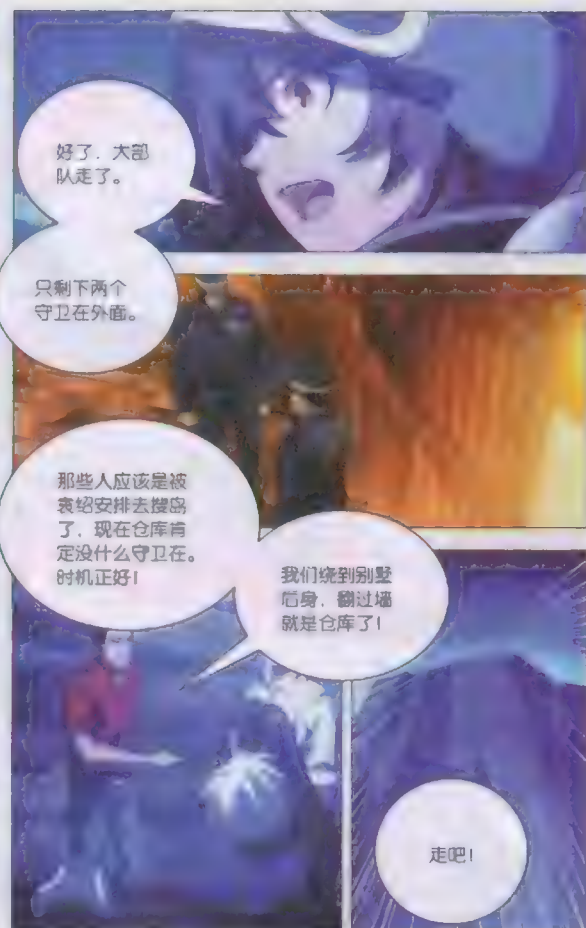 好了，大部
队走了。
只剩下两个
守卫在外面。
那些人应该是被
袁绍安排去搜岛
了，现在仓库肯
定没什么守卫在。
时机正好！
我们绕到别墅
后身，翻过墙
就是仓库了！
走吧！